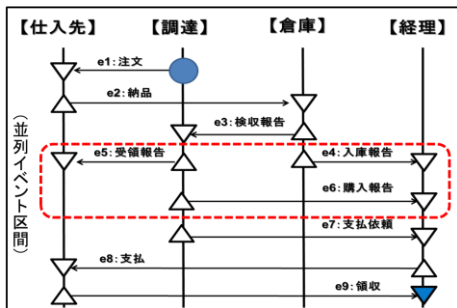 【仕入先】 【調達】 【倉庫】 【経理】
e1:注文
e2:納品
e3:検収報告
e5:受領報告 e4:入庫報告
e6:購入報告
e7:支払依頼
e8:支払
e9:領収
(並列イベント区間)